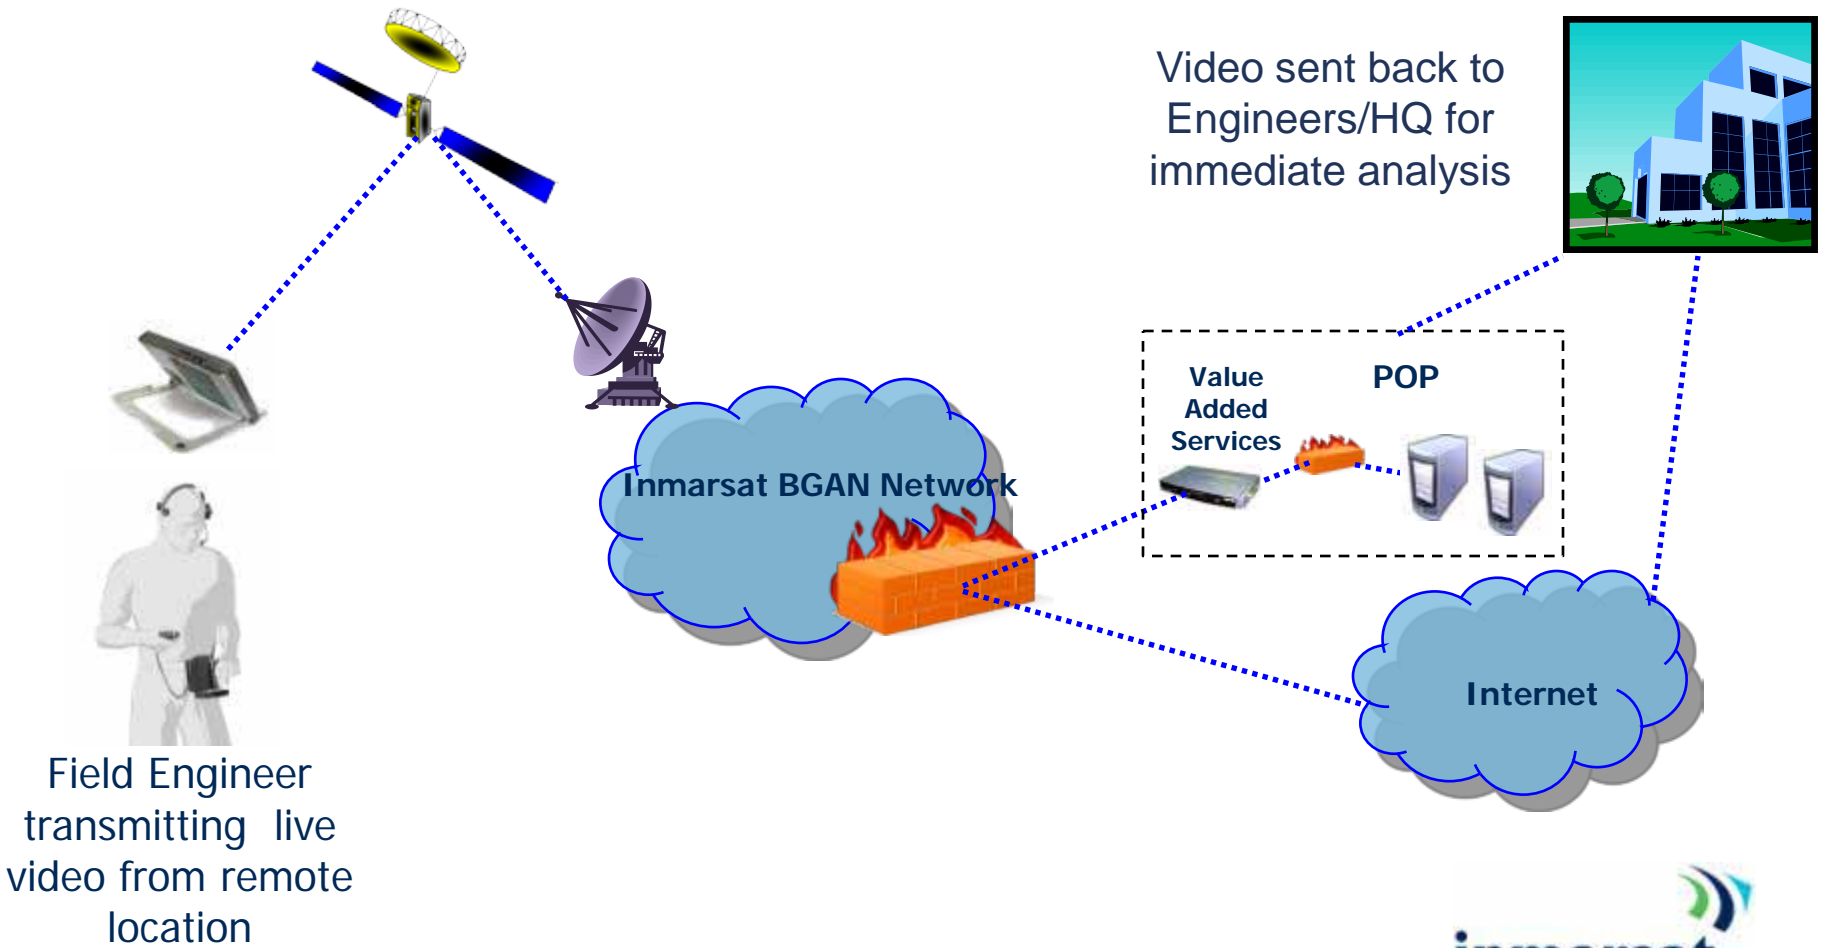 Video sent back to
Engineers/HQ for
immediate analysis
Value
Added
Services
POP
Inmarsat BGAN Network
Internet
Field Engineer
transmitting live
video from remote
location
inmarsat